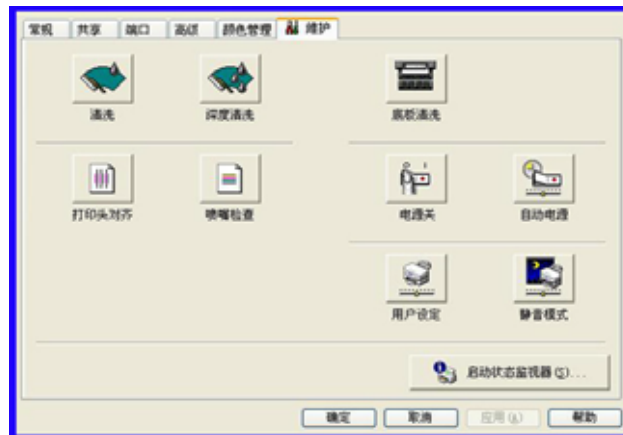 常规 共享 端口 高级 颜色管理 维护
清洗 深度清洗 底板清洗
打印头对齐 喷嘴检查 电源关 自动电源
用户设定 静音模式
启动状态监视器(S)...
确定 取消 应用(A) 帮助